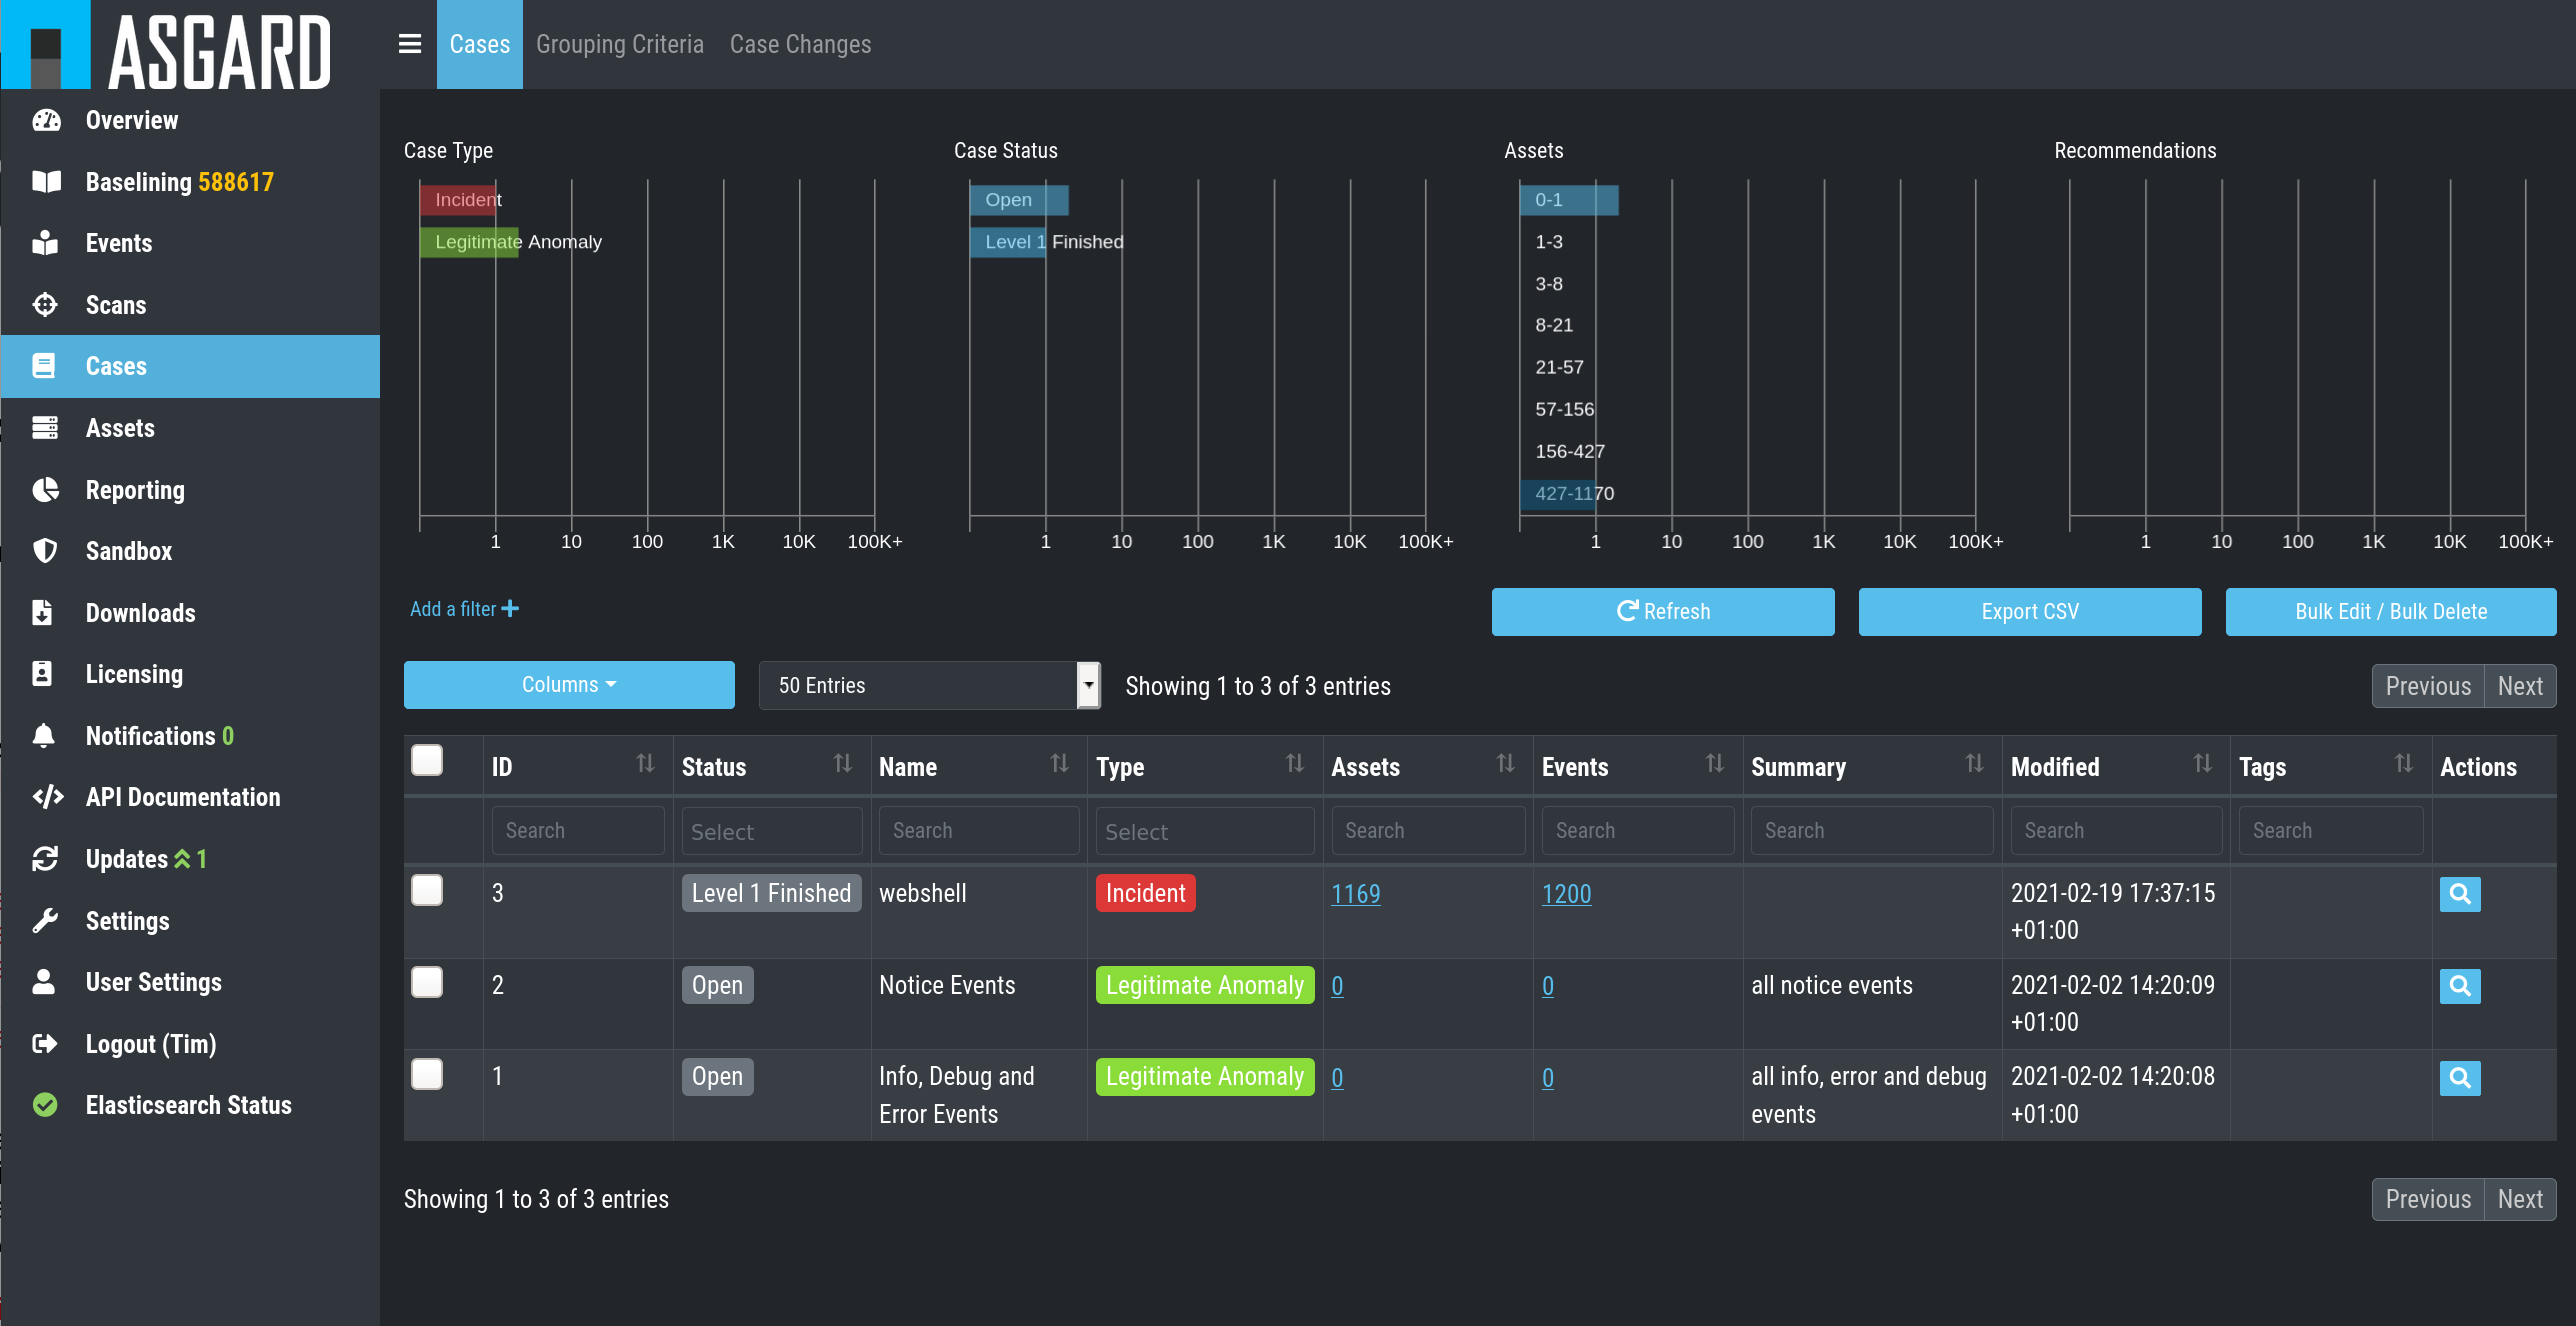 ASGARD
Cases Grouping Criteria Case Changes
Overview
Baselining 588617
Events
Scans
Cases
Assets
Reporting
Sandbox
Downloads
Licensing
Notifications 0
API Documentation
Updates 1
Settings
User Settings
Logout (Tim)
Elasticsearch Status
Case Type
Incident
Legitimate Anomaly
1 10 100 1K 10K 100K+
Case Status
Open
Level 1 Finished
1 10 100 1K 10K 100K+
Assets
0-1
1-3
3-8
8-21
21-57
57-156
156-427
427-1170
1 10 100 1K 10K 100K+
Recommendations
1 10 100 1K 10K 100K+
Add a filter
Refresh Export CSV Bulk Edit / Bulk Delete
Columns 50 Entries Showing 1 to 3 of 3 entries Previous Next
ID Status Name Type Assets Events Summary Modified Tags Actions
Search Select Search Select Search Search Search Search Search
3 Level 1 Finished webshell Incident 1169 1200 2021-02-19 17:37:15
+01:00
2 Open Notice Events Legitimate Anomaly 0 0 all notice events 2021-02-02 14:20:09
+01:00
1 Open Info, Debug and Legitimate Anomaly 0 0 all info, error and debug 2021-02-02 14:20:08
Error Events events +01:00
Showing 1 to 3 of 3 entries Previous Next